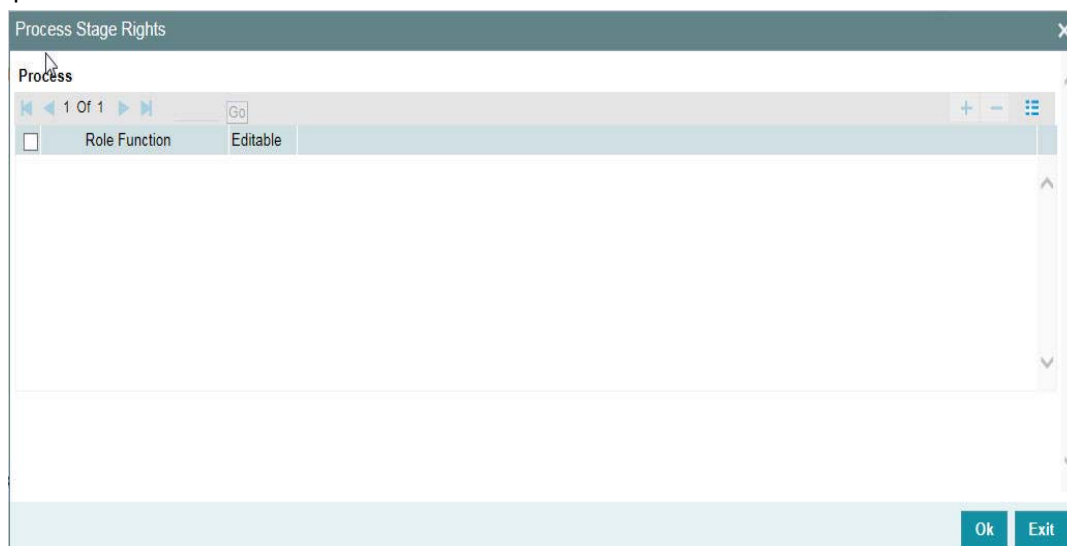 Process Stage Rights
Process
1 Of 1 Go
Role Function Editable
Ok Exit